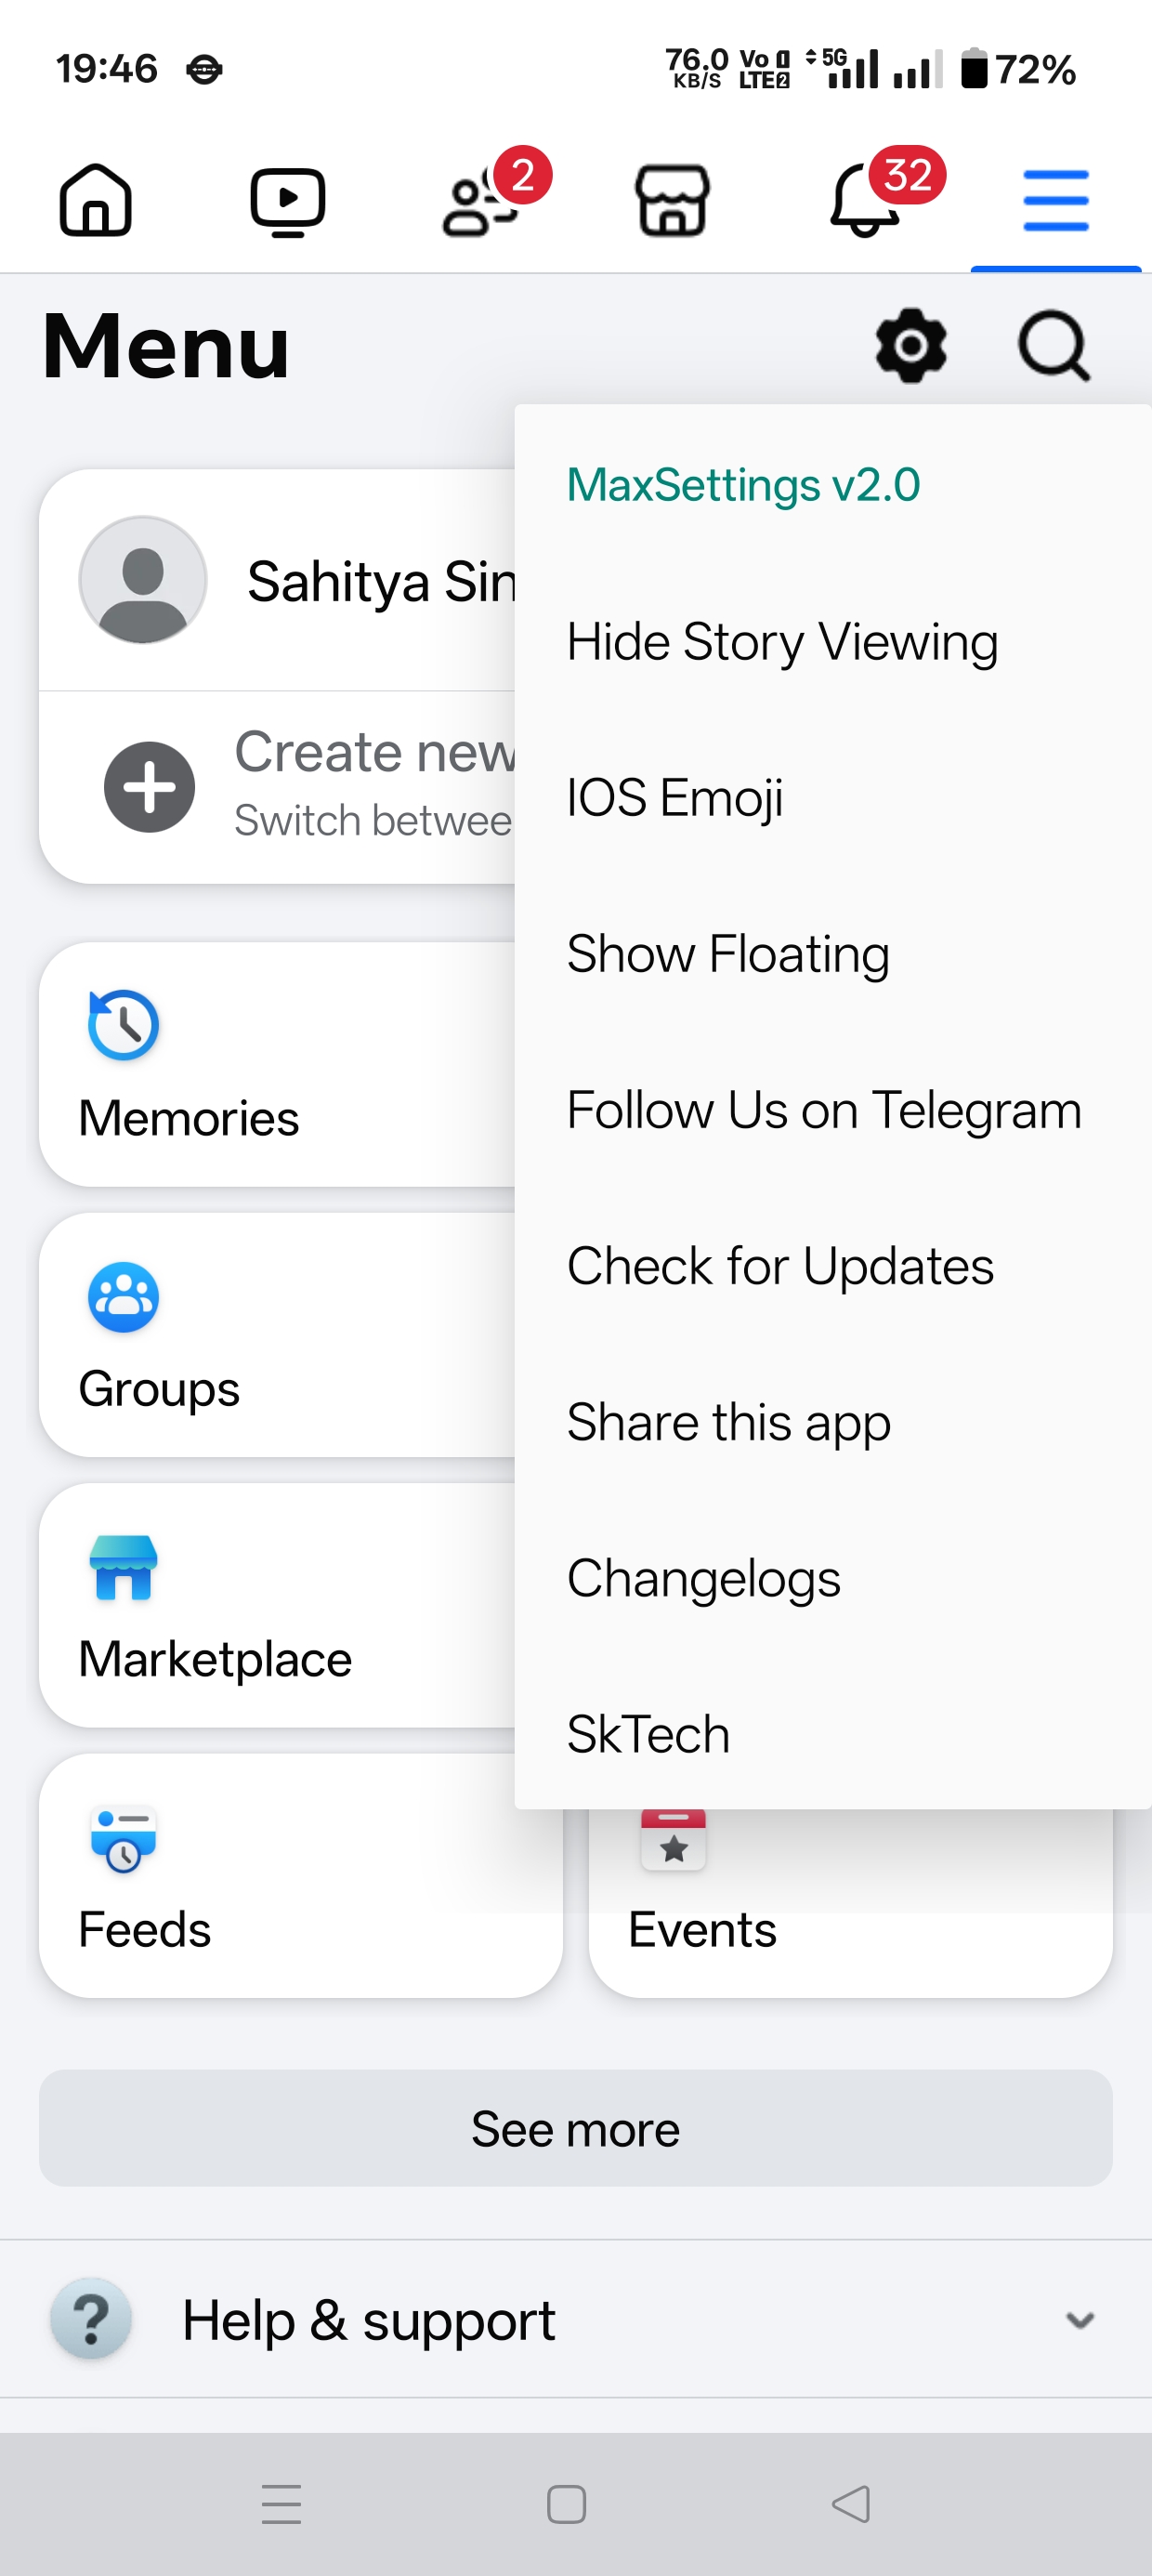 19:46
76.0 KB/S Vo 1 LTE 2 5G 72%
2
32
Menu
MaxSettings v2.0
Sahitya Sin
Hide Story Viewing
Create new
Switch betwee
IOS Emoji
Show Floating
Memories
Follow Us on Telegram
Check for Updates
Groups
Share this app
Changelogs
Marketplace
SkTech
Feeds
Events
See more
Help & support